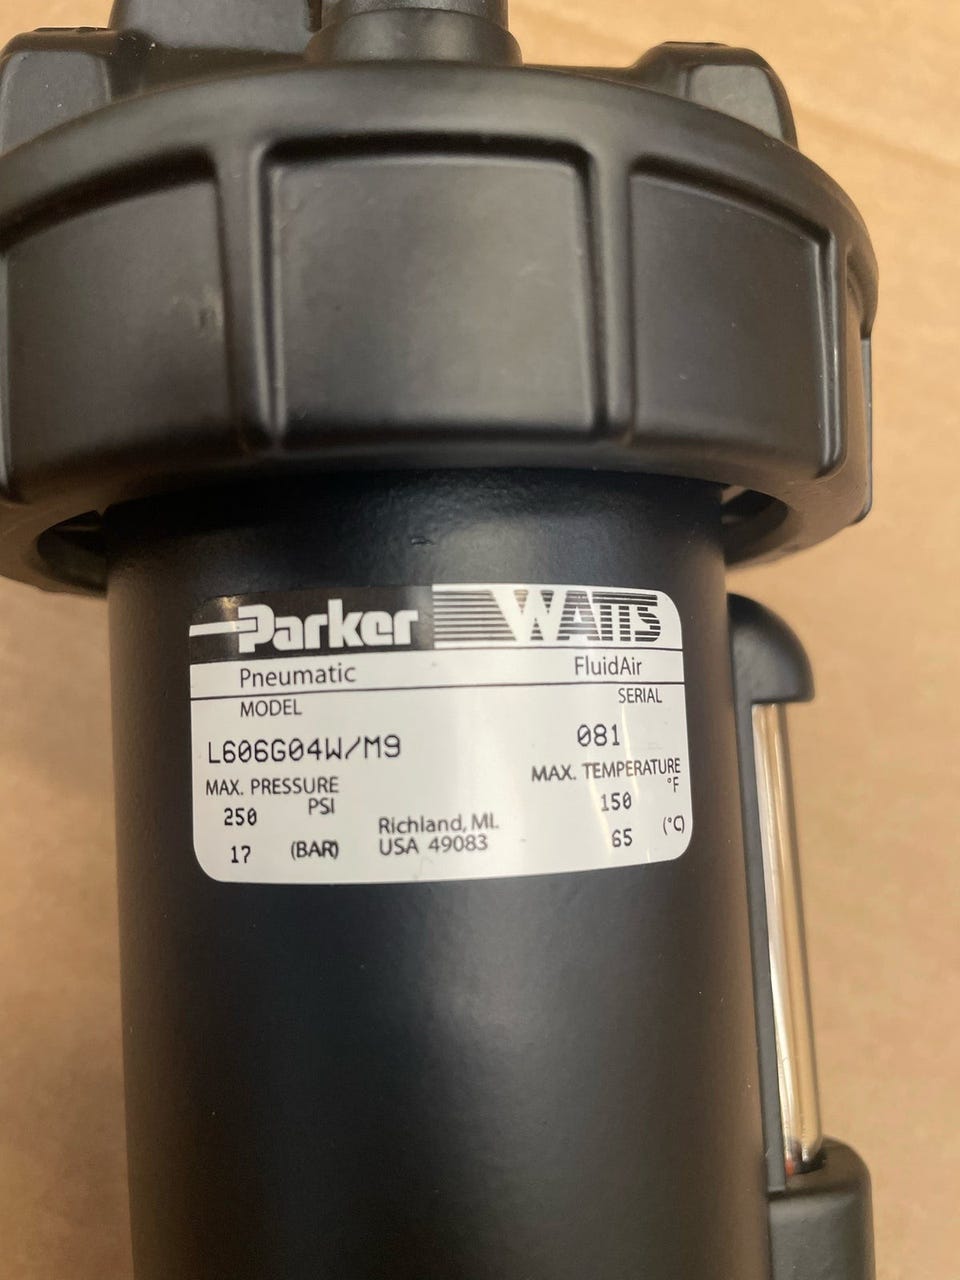 Parker WATTS
Pneumatic FluidAir
MODEL SERIAL
L606G04W/M9 081
MAX. PRESSURE MAX. TEMPERATURE
250 PSI 150 °F
17 (BAR) 65 (°C)
Richland, MI.
USA 49083